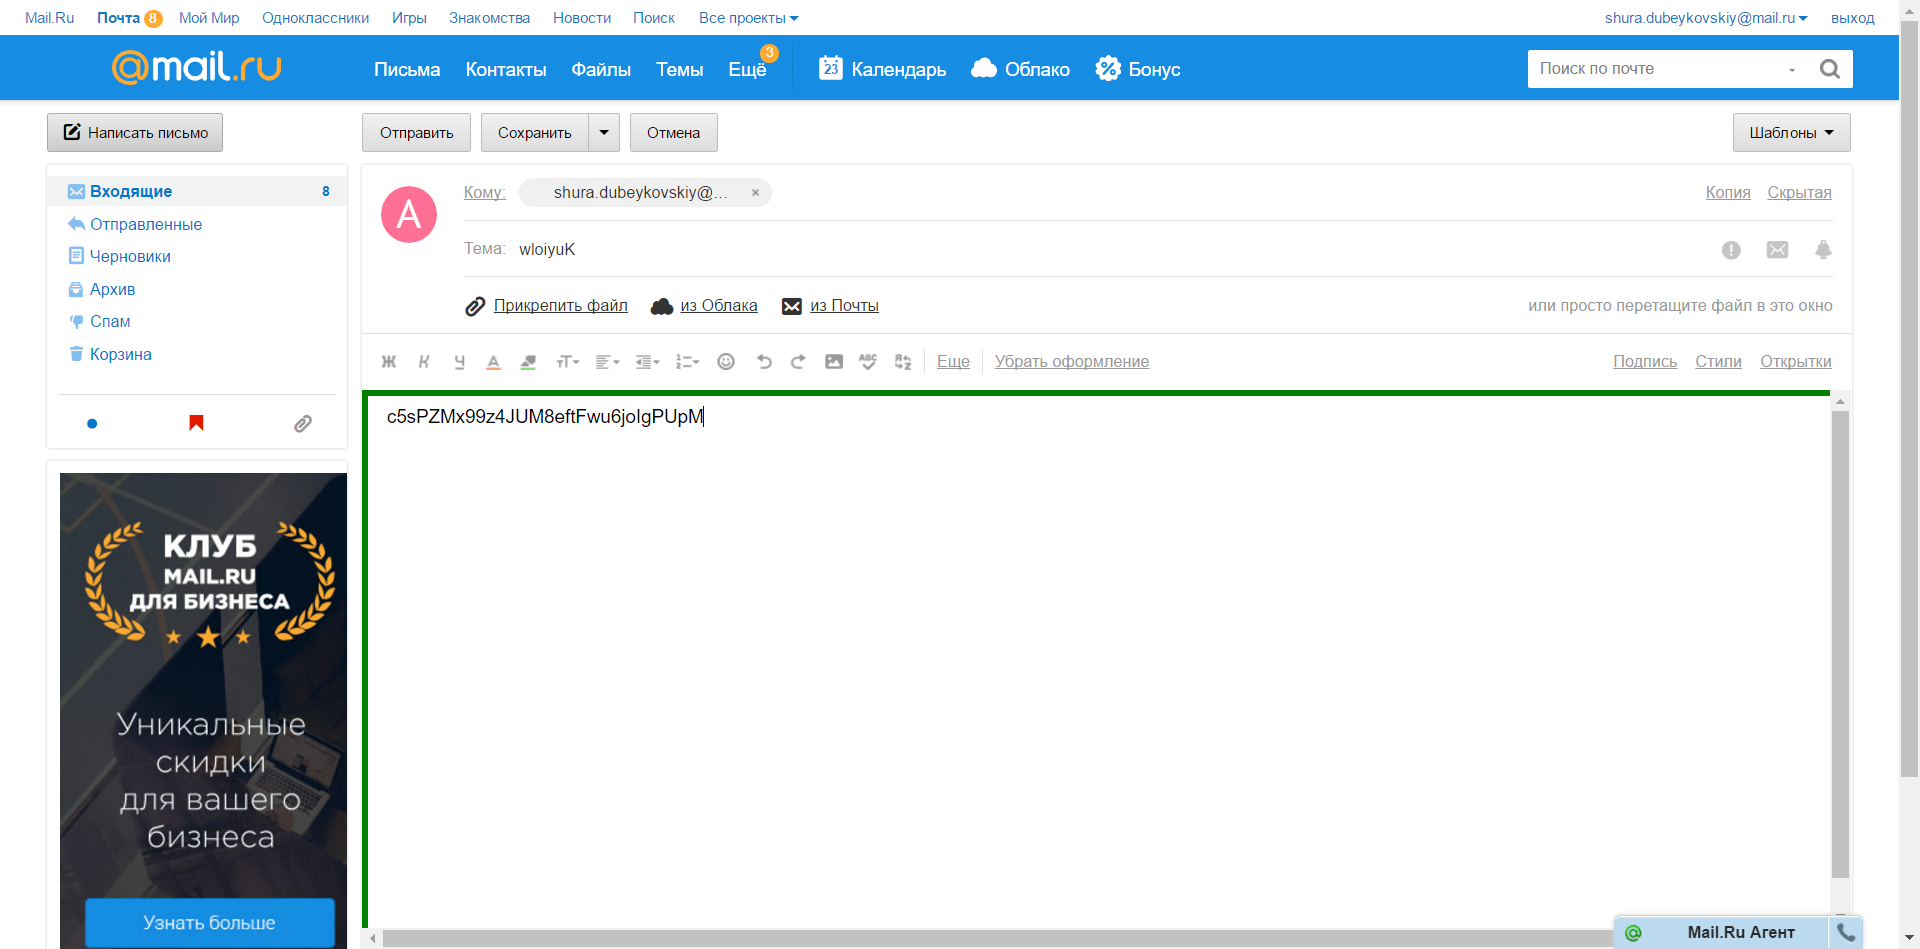 Mail.Ru Почта 8 Мой Мир Одноклассники Игры Знакомства Новости Поиск Все проекты shura.dubeykovskiy@mail.ru выход
@mail.ru Письма Контакты Файлы Темы Ещё 3 23 Календарь Облако Бонус Поиск по почте
Написать письмо Отправить Сохранить Отмена Шаблоны
Входящие 8
Отправленные
Черновики
Архив
Спам
Корзина
А
Кому: shura.dubeykovskiy@... × Копия Скрытая
Тема: wloiyuK
Прикрепить файл из Облака из Почты или просто перетащите файл в это окно
Ж К Ч А тТ ABC Еще Убрать оформление Подпись Стили Открытки
c5sPZMx99z4JUM8eftFwu6joIgPUpM
КЛУБ
MAIL.RU
ДЛЯ БИЗНЕСА
Уникальные
скидки
для вашего
бизнеса
Узнать больше
Mail.Ru Агент